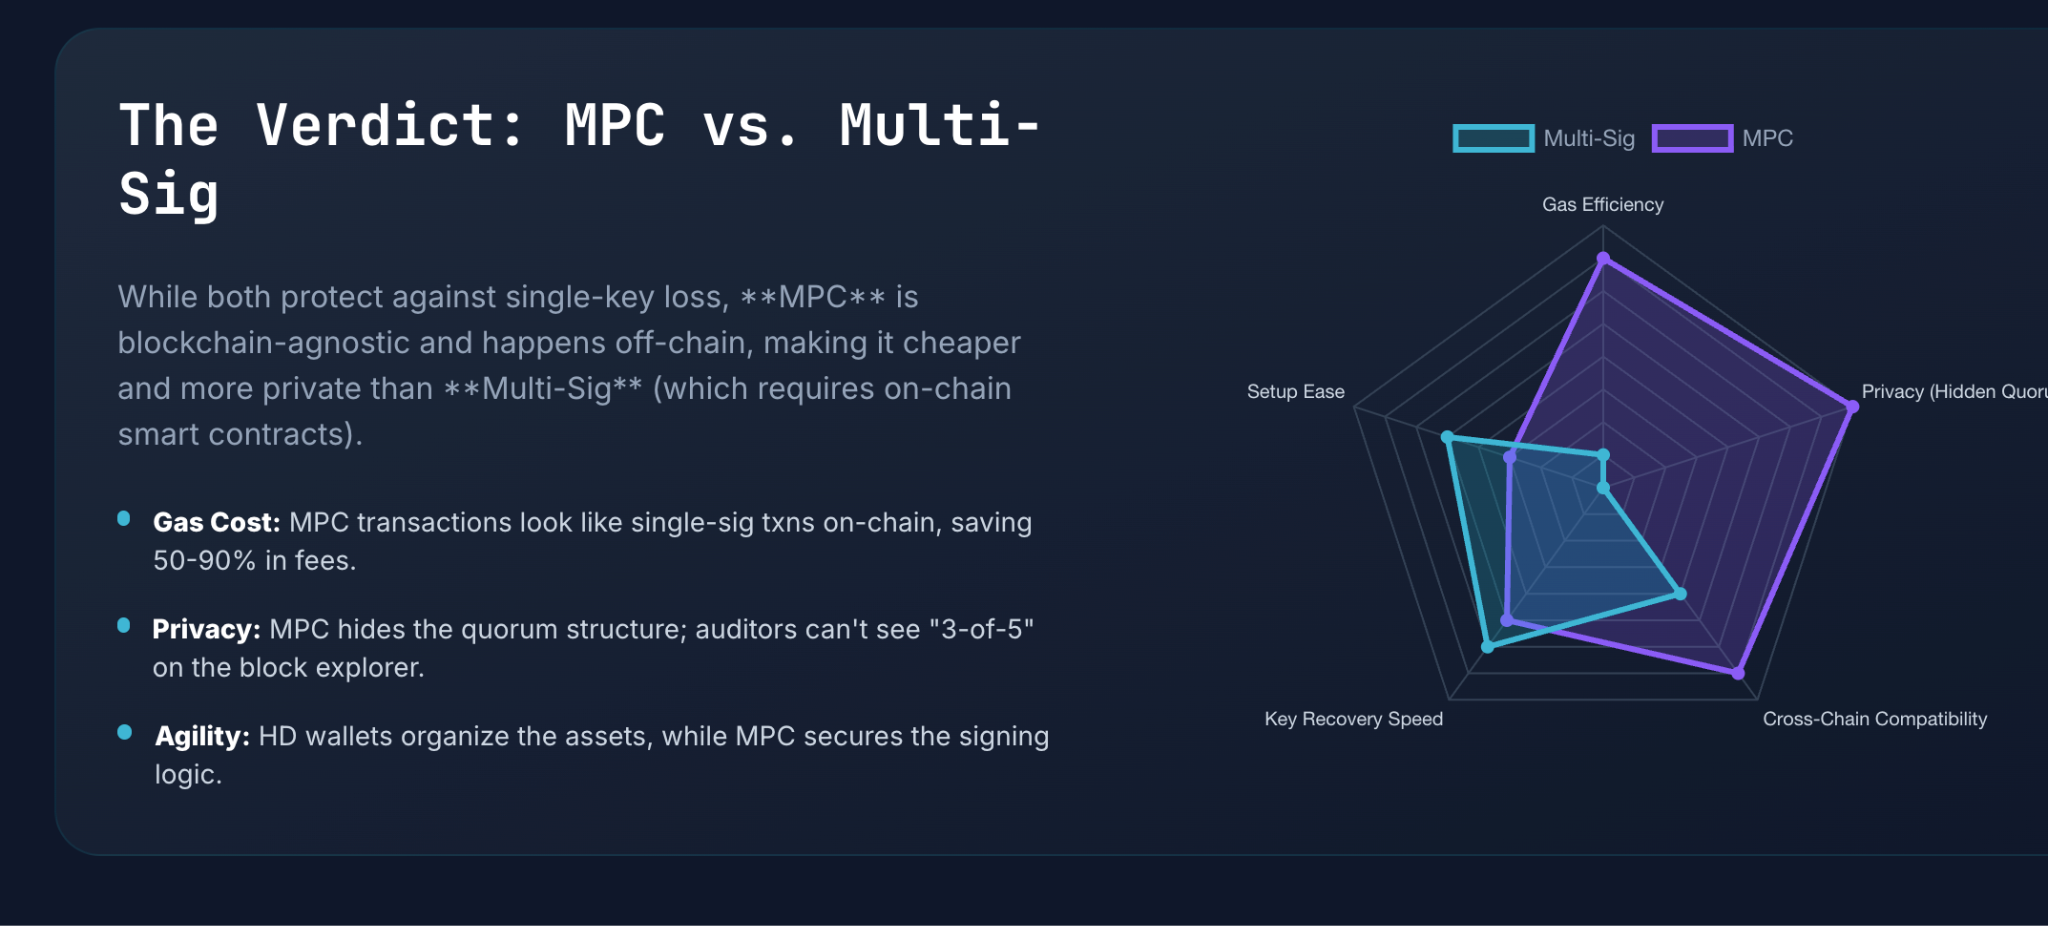 The Verdict: MPC vs. Multi-
Sig
While both protect against single-key loss, **MPC** is
blockchain-agnostic and happens off-chain, making it cheaper
and more private than **Multi-Sig** (which requires on-chain
smart contracts).
Gas Cost: MPC transactions look like single-sig txns on-chain, saving
50-90% in fees.
Privacy: MPC hides the quorum structure; auditors can't see "3-of-5"
on the block explorer.
Agility: HD wallets organize the assets, while MPC secures the signing
logic.
Multi-Sig MPC
Gas Efficiency
Setup Ease
Privacy (Hidden
Key Recovery Speed
Cross-Chain Compatibility